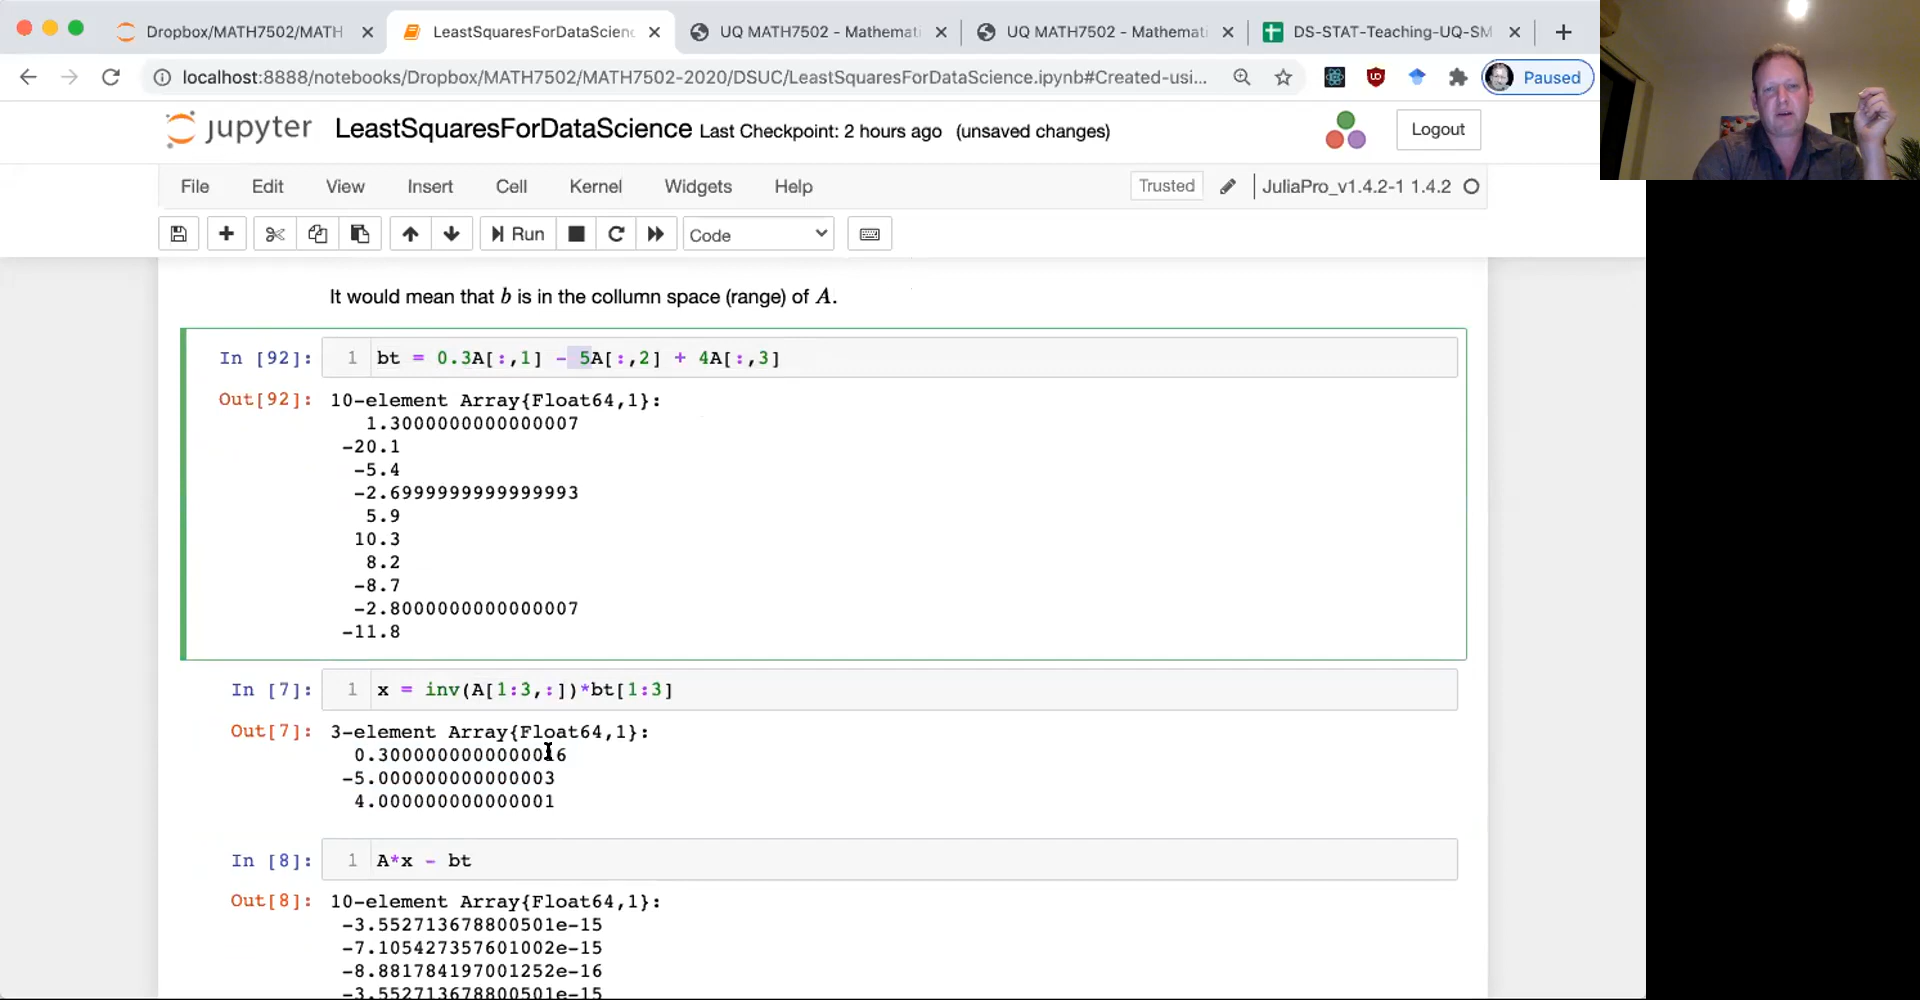 Dropbox/MATH7502/MATH
LeastSquaresForDataScienc
UQ MATH7502 - Mathemati
UQ MATH7502 - Mathemat
DS-STAT-Teaching-UQ-SM
localhost:8888/notebooks/Dropbox/MATH7502/MATH7502-2020/DSUC/LeastSquaresForDataScience.ipynb#Created-usi...
Paused
jupyter LeastSquaresForDataScience Last Checkpoint: 2 hours ago (unsaved changes)
Logout
File Edit View Insert Cell Kernel Widgets Help
Trusted
JuliaPro_v1.4.2-1 1.4.2
Run
Code
It would mean that b is in the collumn space (range) of A.
In [92]: 1 bt = 0.3A[:,1] - 5A[:,2] + 4A[:,3]
Out[92]: 10-element Array{Float64,1}:
1.3000000000000007
-20.1
-5.4
-2.6999999999999993
5.9
10.3
8.2
-8.7
-2.8000000000000007
-11.8
In [7]: 1 x = inv(A[1:3,:])*bt[1:3]
Out[7]: 3-element Array{Float64,1}:
-5.0000000000000003
4.000000000000001
In [8]: 1 A*x - bt
Out[8]: 10-element Array{Float64,1}:
-3.552713678800501e-15
-7.105427357601002e-15
-8.881784197001252e-16
-3.552713678800501e-15